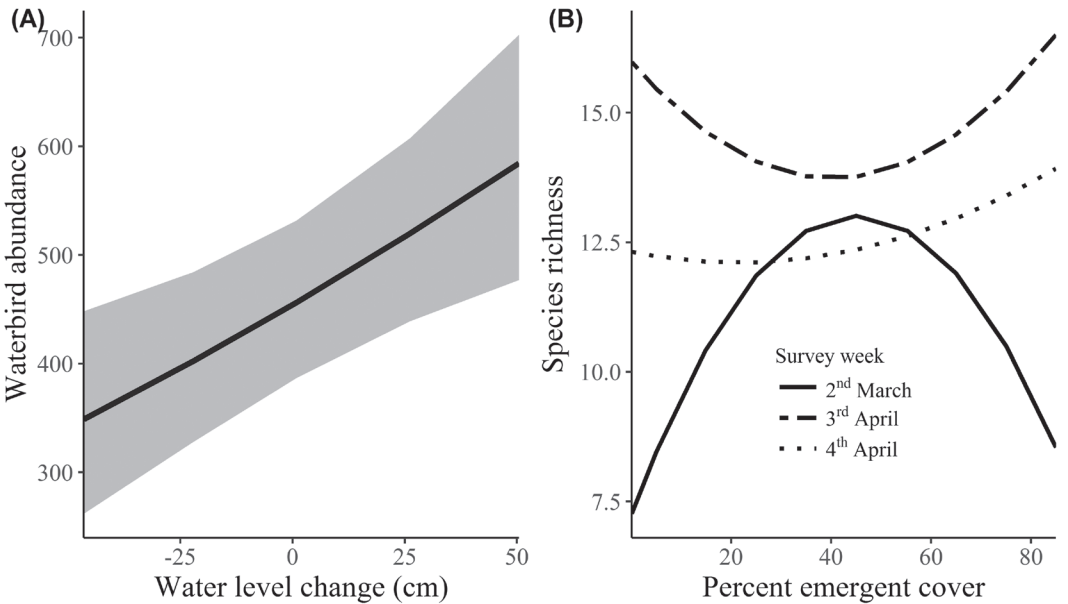 (A)
700
600
500
400
300
Waterbird abundance
-25 0 25 50
Water level change (cm)
(B)
15.0
12.5
10.0
7.5
Species richness
Survey week
2nd March
3rd April
4th April
20 40 60 80
Percent emergent cover